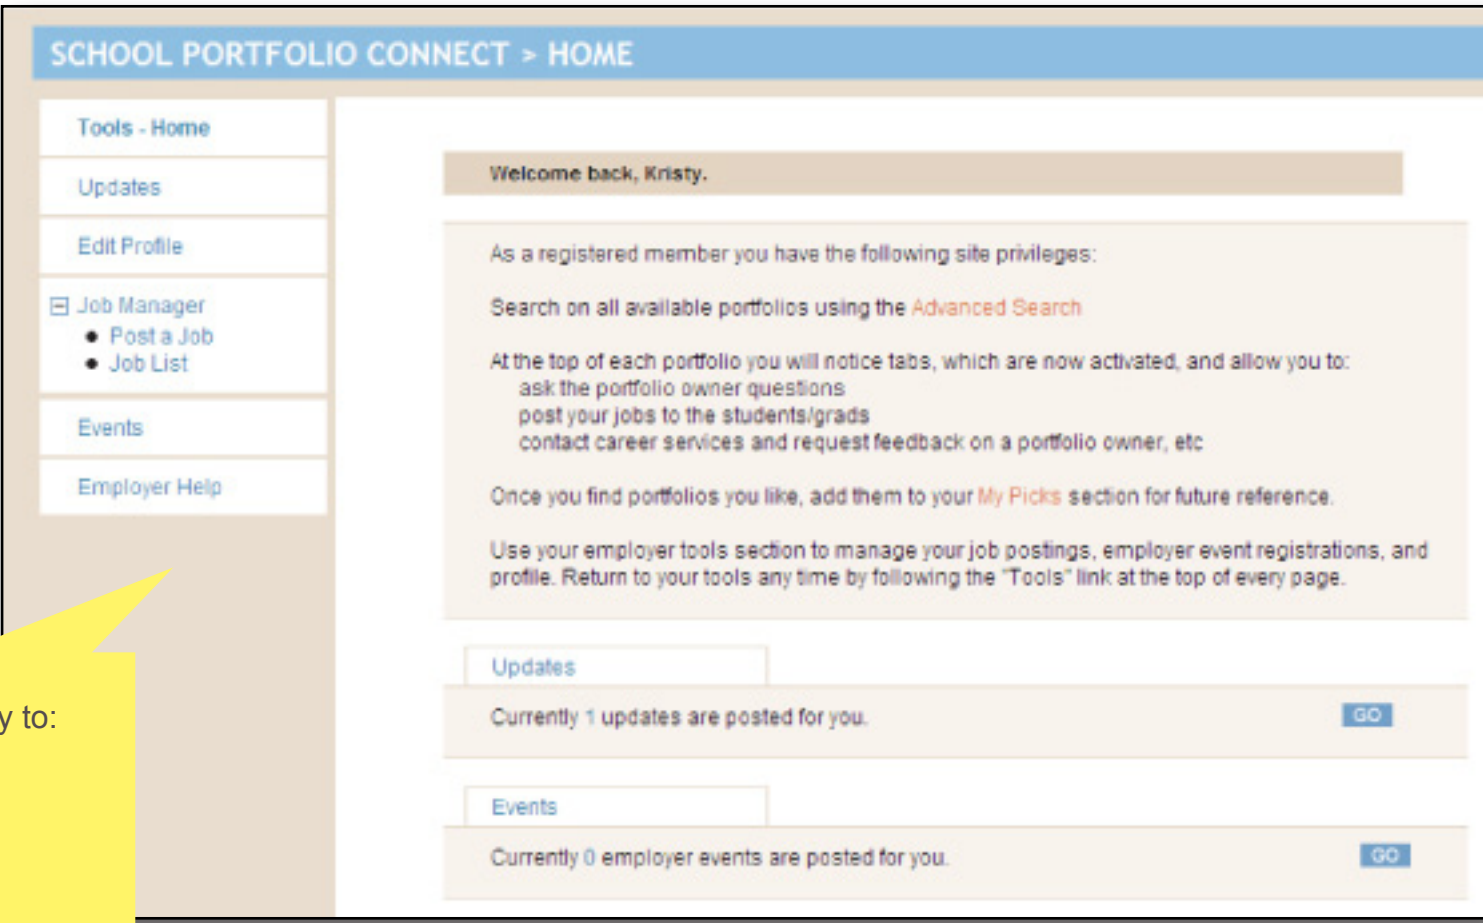 SCHOOL PORTFOLIO CONNECT > HOME
Tools - Home
Updates
Edit Profile
Job Manager
Post a Job
Job List
Events
Employer Help
Welcome back, Kristy.
As a registered member you have the following site privileges:
Search on all available portfolios using the Advanced Search
At the top of each portfolio you will notice tabs, which are now activated, and allow you to:
ask the portfolio owner questions
post your jobs to the students/grads
contact career services and request feedback on a portfolio owner, etc
Once you find portfolios you like, add them to your My Picks section for future reference.
Use your employer tools section to manage your job postings, employer event registrations, and
profile. Return to your tools any time by following the "Tools" link at the top of every page.
Updates
Currently 1 updates are posted for you.
GO
Events
Currently 0 employer events are posted for you.
GO
y to: